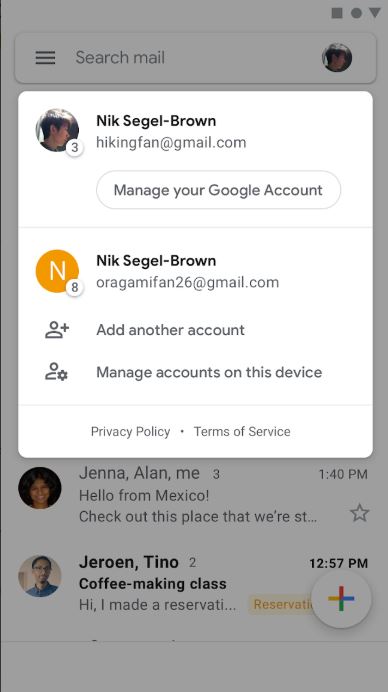 Search mail
Nik Segel-Brown
3
hikingfan@gmail.com
Manage your Google Account
Nik Segel-Brown
N
8
oragamifan26@gmail.com
Add another account
Manage accounts on this device
Privacy Policy • Terms of Service
Jenna, Alan, me 3 1:40 PM
Hello from Mexico!
Check out this place that we're st...
Jeroen, Tino 2 12:57 PM
Coffee-making class
Hi, I made a reservati... Reservati